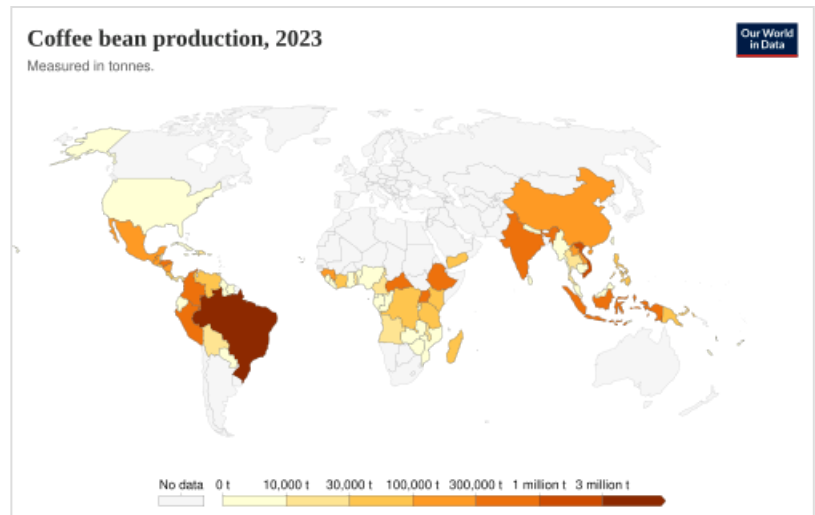 Coffee bean production, 2023
Our World
in Data
Measured in tonnes.
No data 0 t 10,000 t 30,000 t 100,000 t 300,000 t 1 million t 3 million t